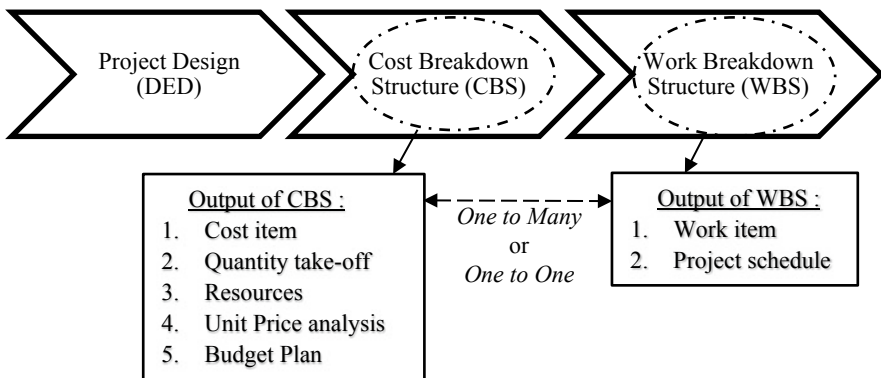 Project Design
(DED)
Cost Breakdown
Structure (CBS)
Work Breakdown
Structure (WBS)
Output of CBS :
1. Cost item
2. Quantity take-off
3. Resources
4. Unit Price analysis
5. Budget Plan
One to Many
or
One to One
Output of WBS :
1. Work item
2. Project schedule